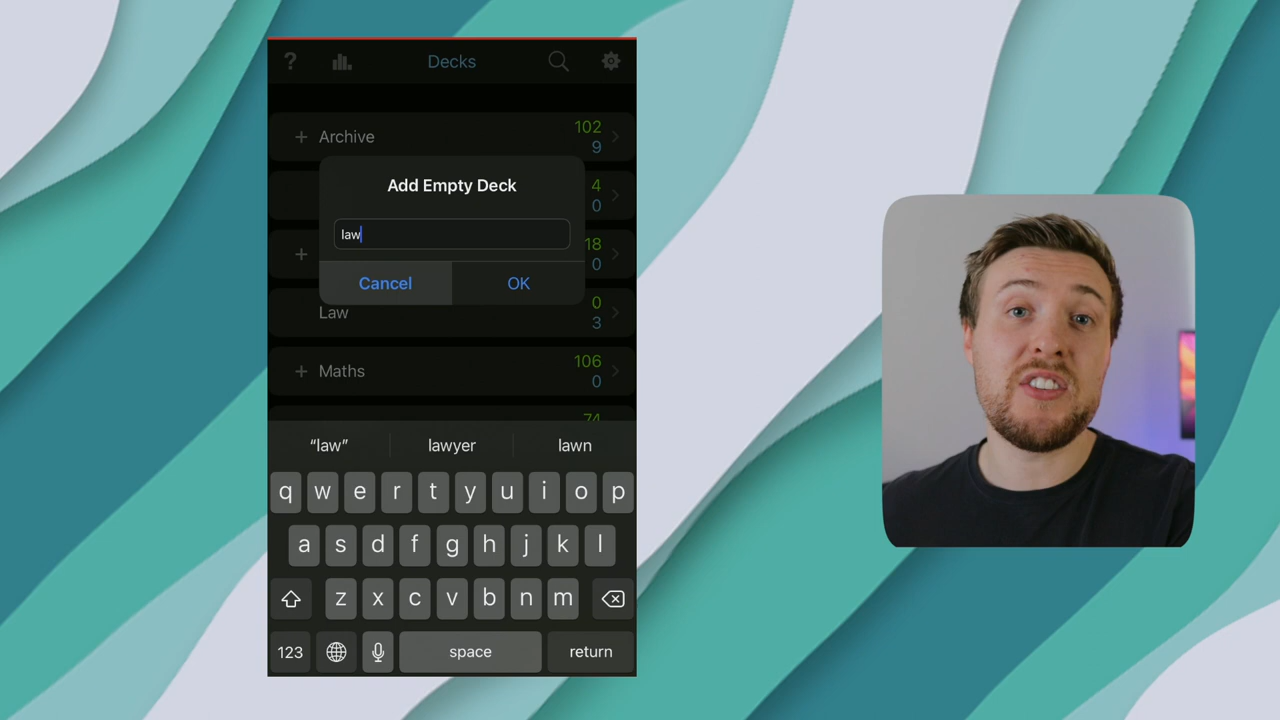 ? Decks
+ Archive 102
9
Add Empty Deck
4
0
law
+ 18
0
Cancel OK
Law 0
3
+ Maths 106
0
74
“law” lawyer lawn
q w e r t y u i o p
a s d f g h j k l
z x c v b n m
123 space return